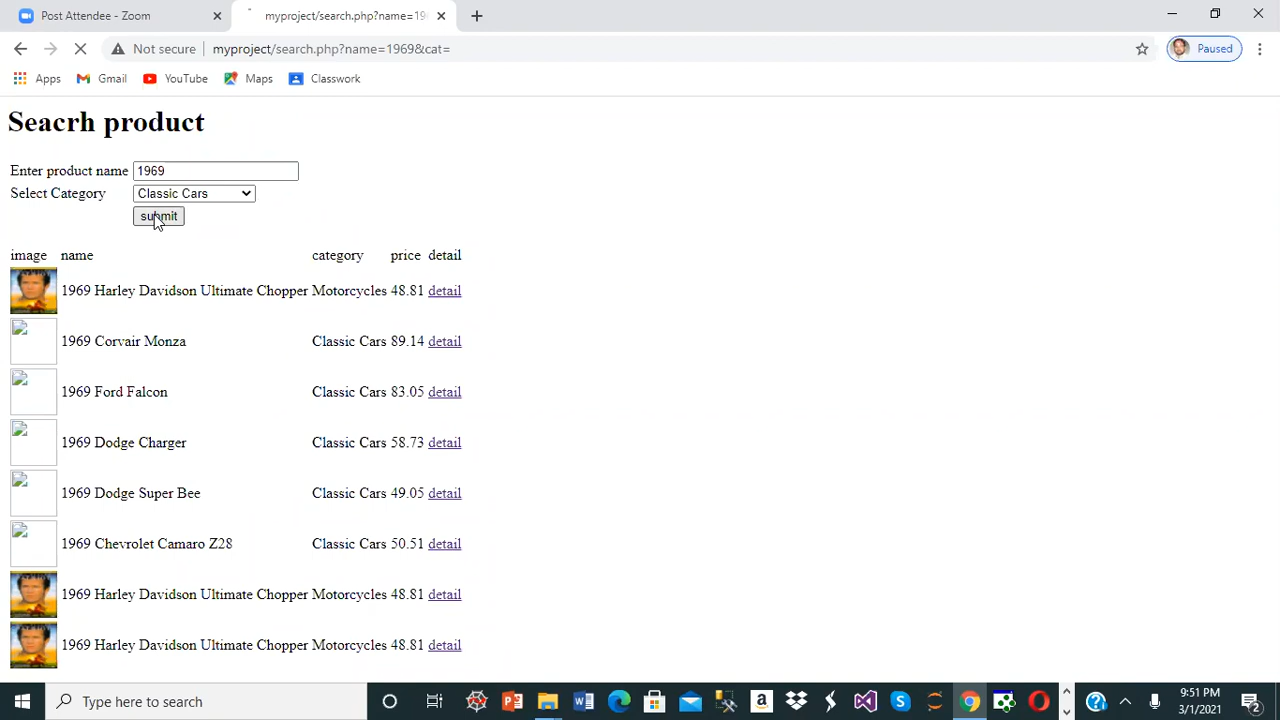 Post Attendee - Zoom
myproject/search.php?name=19
Not secure
myproject/search.php?name=1969&cat=
Paused
Apps
Gmail
YouTube
Maps
Classwork
Seacrh product
Enter product name 1969
Select Category Classic Cars
submit
image name category price detail
1969 Harley Davidson Ultimate Chopper Motorcycles 48.81 detail
1969 Corvair Monza Classic Cars 89.14 detail
1969 Ford Falcon Classic Cars 83.05 detail
1969 Dodge Charger Classic Cars 58.73 detail
1969 Dodge Super Bee Classic Cars 49.05 detail
1969 Chevrolet Camaro Z28 Classic Cars 50.51 detail
1969 Harley Davidson Ultimate Chopper Motorcycles 48.81 detail
1969 Harley Davidson Ultimate Chopper Motorcycles 48.81 detail
Type here to search
9:51 PM
3/1/2021
2